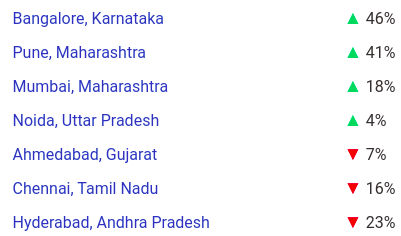 Bangalore, Karnataka ▲ 46%
Pune, Maharashtra ▲ 41%
Mumbai, Maharashtra ▲ 18%
Noida, Uttar Pradesh ▲ 4%
Ahmedabad, Gujarat ▼ 7%
Chennai, Tamil Nadu ▼ 16%
Hyderabad, Andhra Pradesh ▼ 23%